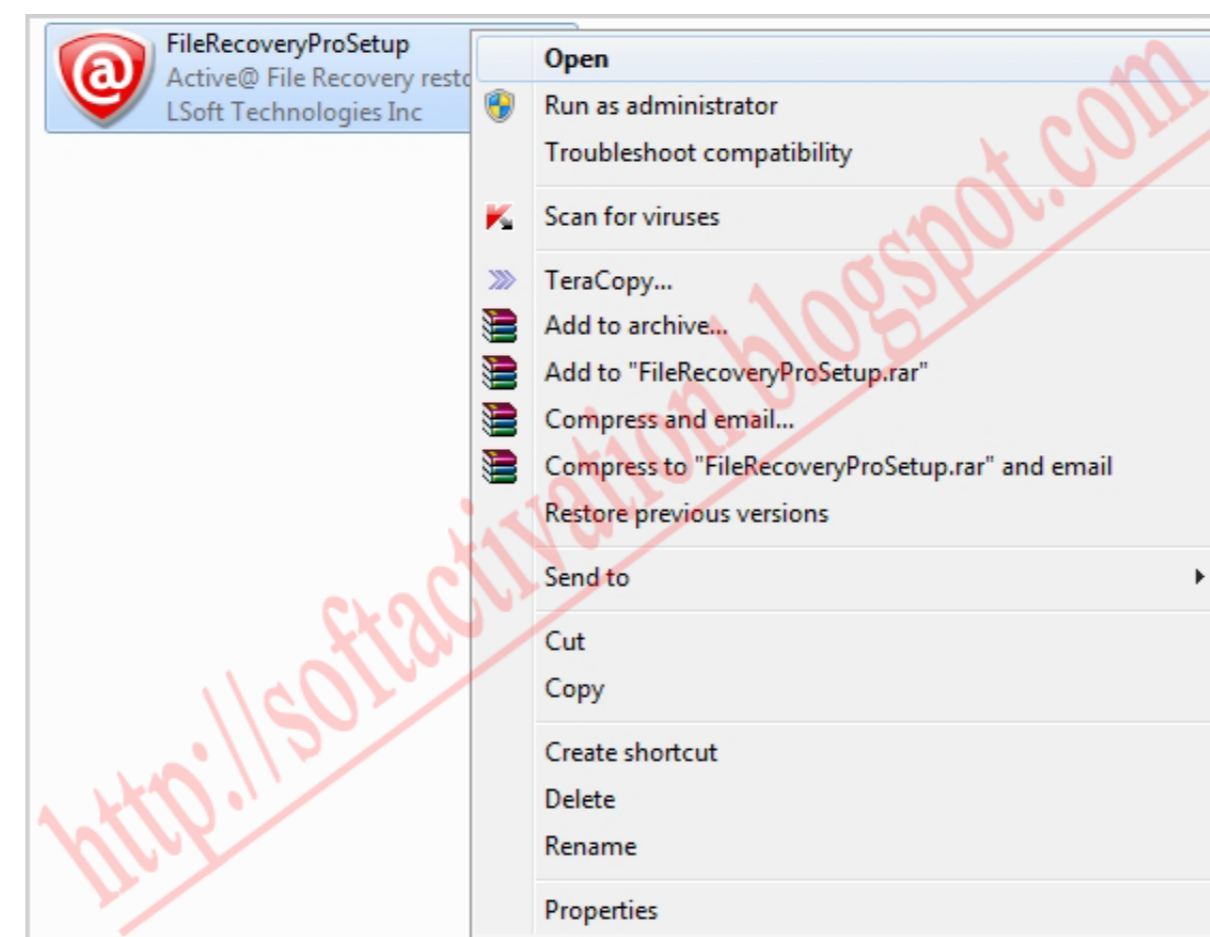 FileRecoveryProSetup
Active@ File Recovery resto
LSoft Technologies Inc
Open
Run as administrator
Troubleshoot compatibility
Scan for viruses
TeraCopy...
Add to archive...
Add to "FileRecoveryProSetup.rar"
Compress and email...
Compress to "FileRecoveryProSetup.rar" and email
Restore previous versions
Send to
Cut
Copy
Create shortcut
Delete
Rename
Properties
http://softactivation.blogspot.com